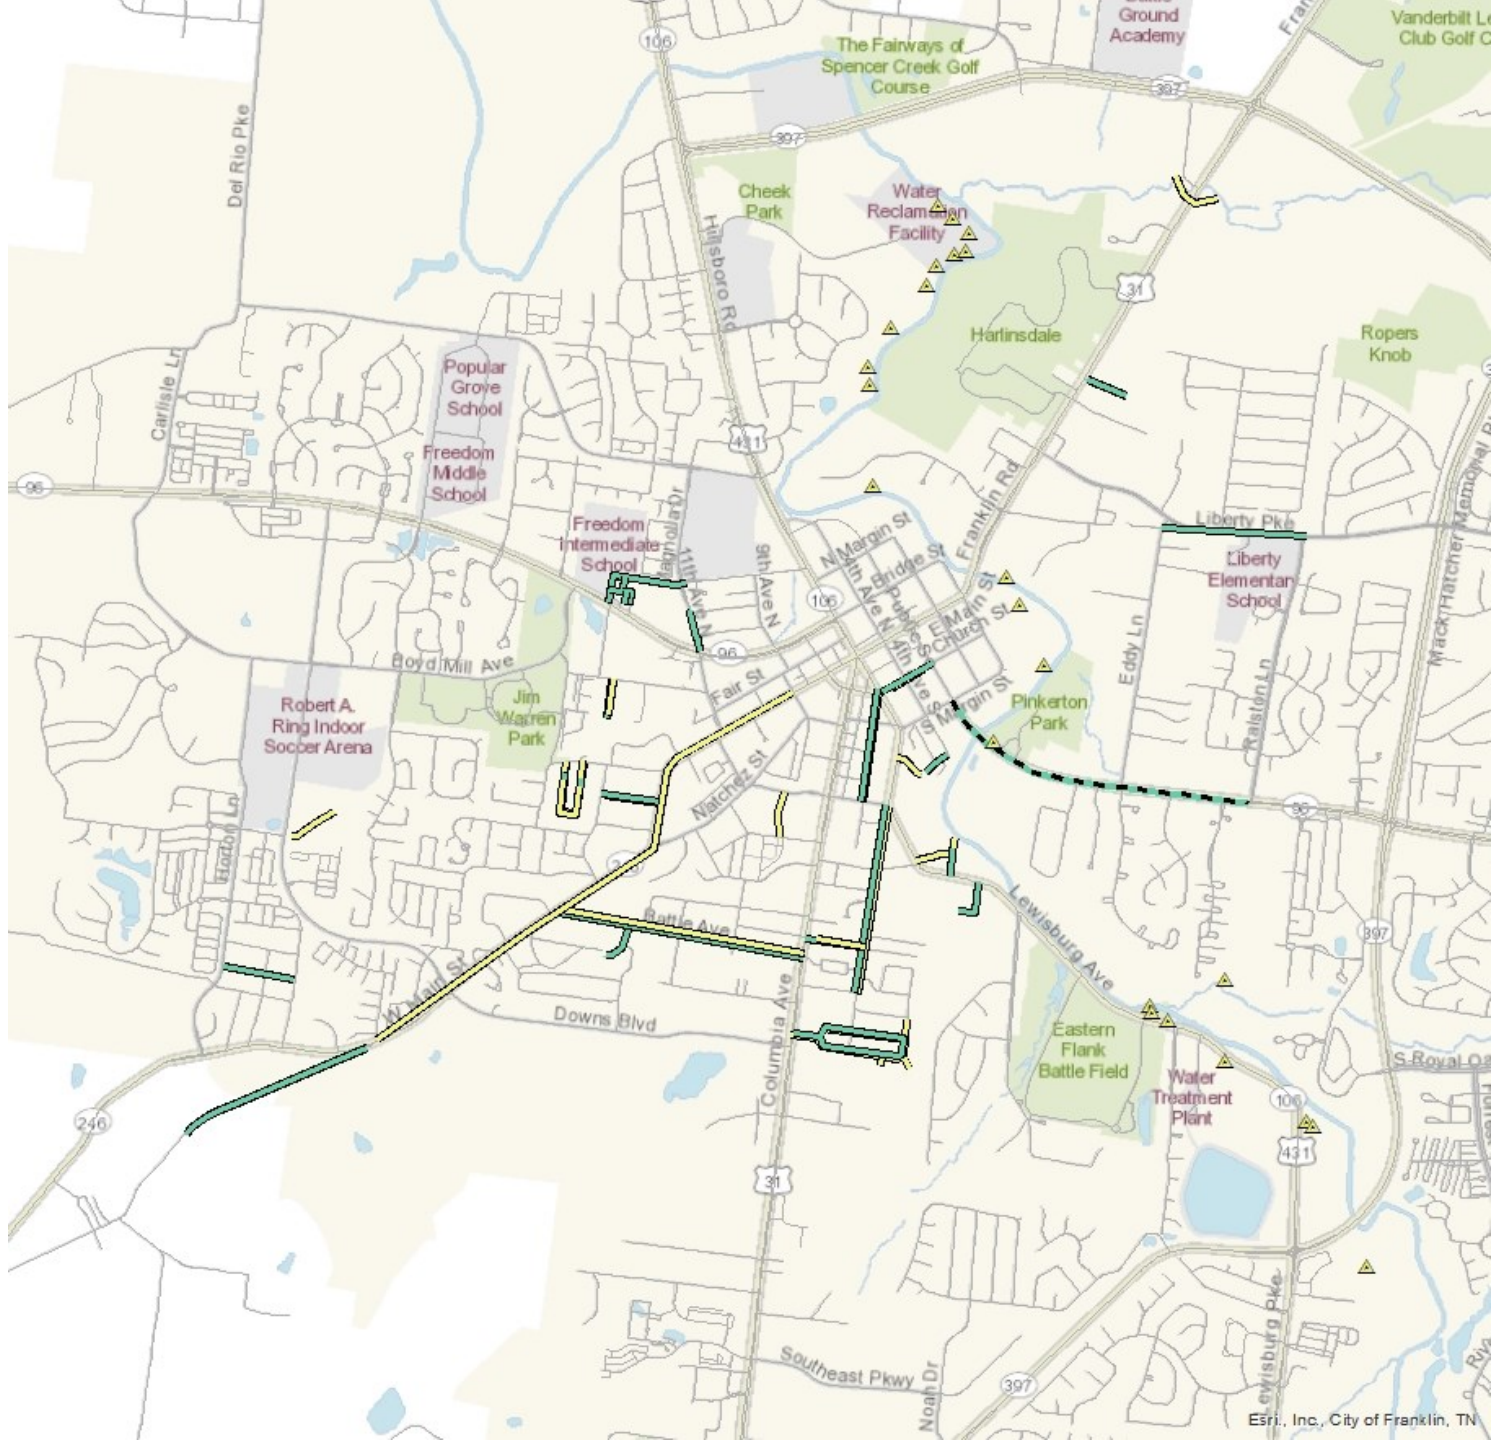 106
Ground
Academy
Vanderbilt Le
Club Golf C
The Fairways of
Spencer Creek Golf
Course
397
397
Del Rio Pke
Cheek
Park
Water
Reclamation
Facility
Hillsboro Rd
31
Harlinsdale
Ropers
Knob
Carlisle Ln
Popular
Grove
School
431
Freedom
Middle
School
96
Magnolia Dr
Franklin Rd
Freedom
Intermediate
School
N Margin St
Liberty Pke
Mack Hatcher Memorial
11th Ave N
9th Ave N
4th Ave N
Bridge St
Public S
Liberty
Elementary
School
106
E Main St
Church St
4th Ave S
Boyd Mill Ave
96
Fair St
S Margin St
Eddy Ln
Ralston Ln
Robert A.
Ring Indoor
Soccer Arena
Jim
Warren
Park
Pinkerton
Park
Natchez St
96
Horton Ln
Battle Ave
Lewisburg Ave
397
W Main St
Columbia Ave
Downs Blvd
Eastern
Flank
Battle Field
Water
Treatment
Plant
S Royal Oa
246
106
431
31
Southeast Pkwy
Noah Dr
397
Lewisburg Pke
Esri., Inc., City of Franklin, TN